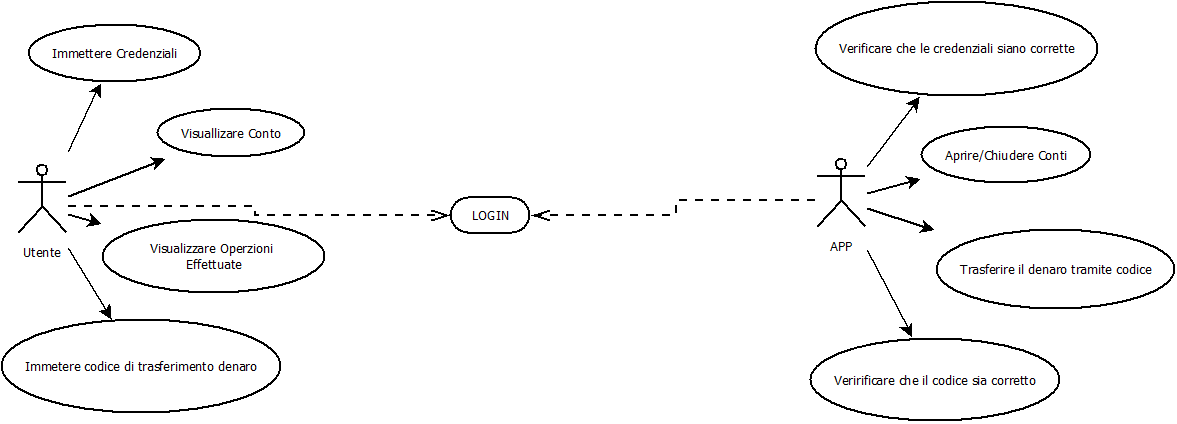 Immettere Credenziali
Visuallizare Conto
Utente
Visualizzare Operzioni
Effettuate
Immetere codice di trasferimento denaro
LOGIN
Verificare che le credenziali siano corrette
Aprire/Chiudere Conti
APP
Trasferire il denaro tramite codice
Veririficare che il codice sia corretto